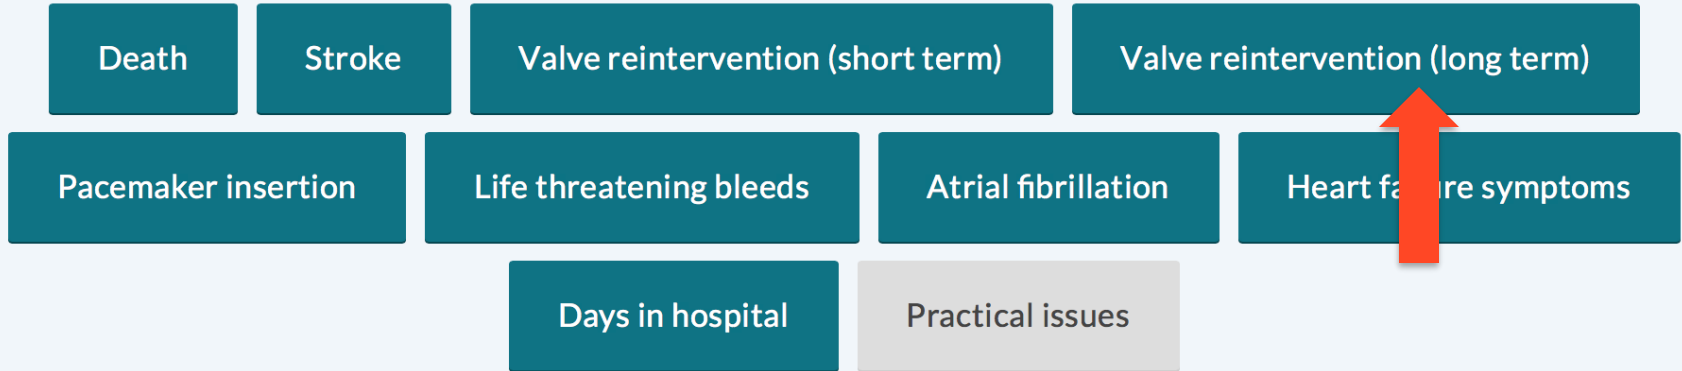 Death Stroke Valve reintervention (short term) Valve reintervention (long term)
Pacemaker insertion Life threatening bleeds Atrial fibrillation Heart symptoms
Days in hospital Practical issues